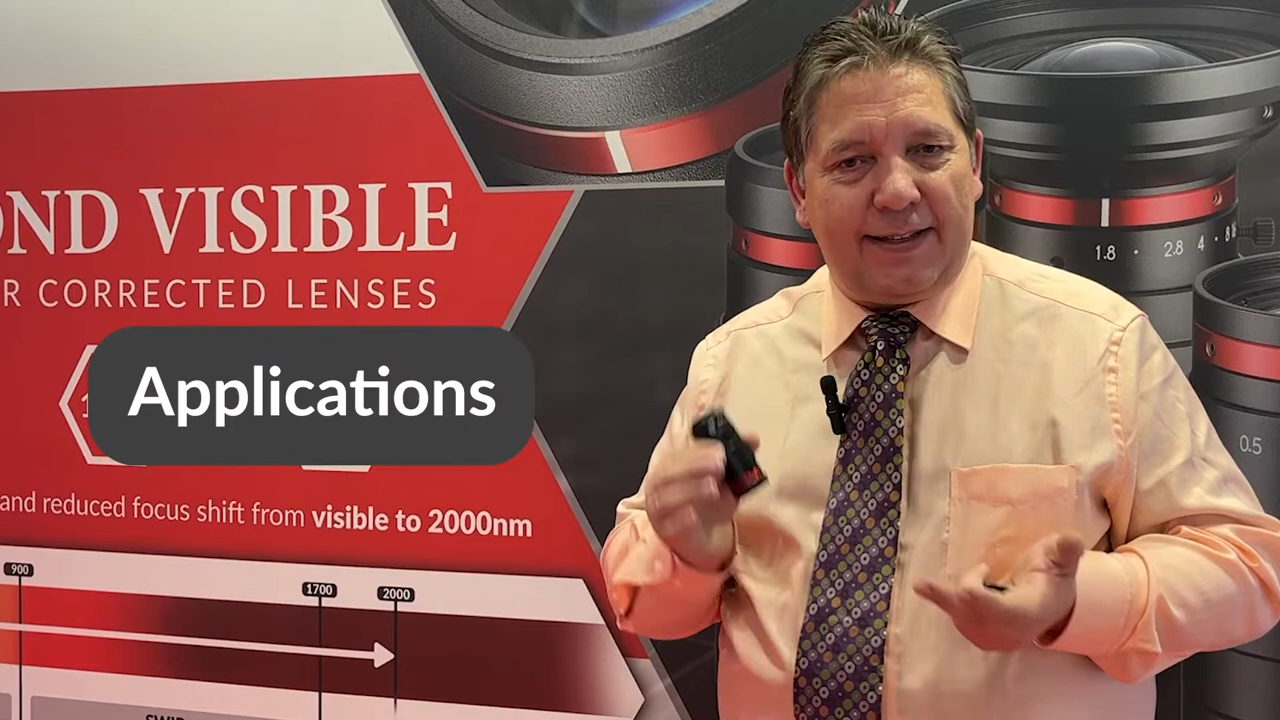 OND VISIBLE
R CORRECTED LENSES
Applications
and reduced focus shift from visible to 2000nm
900
1700
2000
1.8 · 2.8 4 · 8
0.5